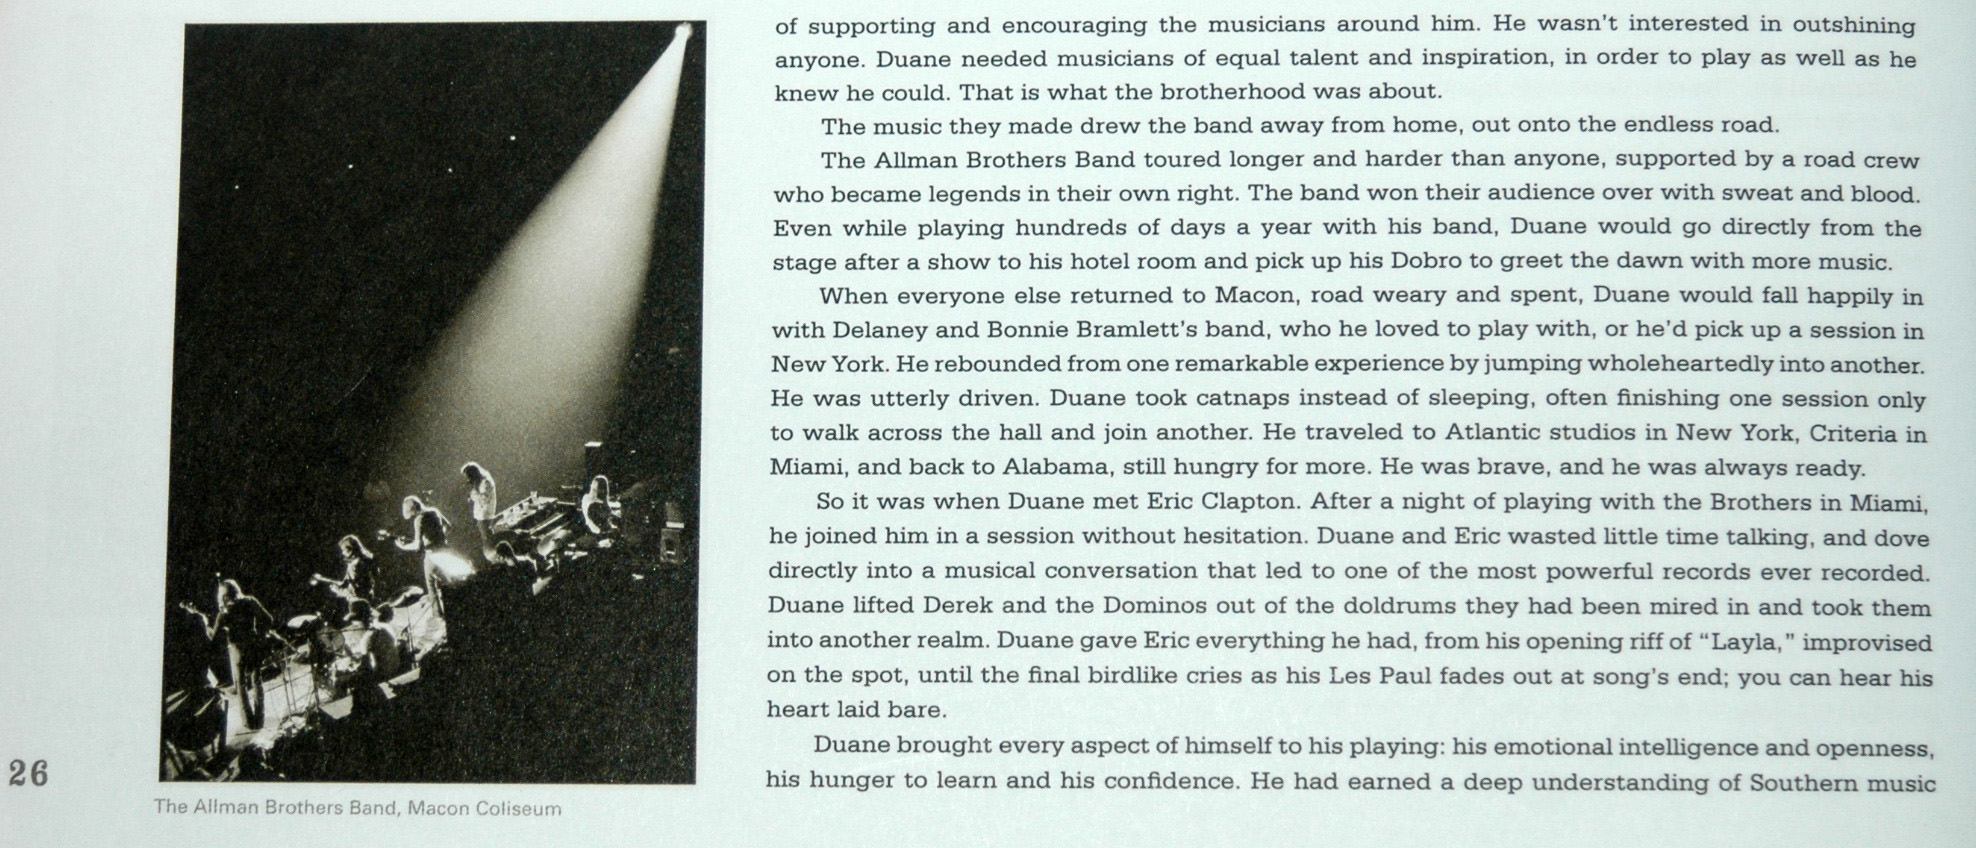 of supporting and encouraging the musicians around him. He wasn't interested in outshining
anyone. Duane needed musicians of equal talent and inspiration, in order to play as well as he
knew he could. That is what the brotherhood was about.
The music they made drew the band away from home, out onto the endless road.
The Allman Brothers Band toured longer and harder than anyone, supported by a road crew
who became legends in their own right. The band won their audience over with sweat and blood.
Even while playing hundreds of days a year with his band, Duane would go directly from the
stage after a show to his hotel room and pick up his Dobro to greet the dawn with more music.
When everyone else returned to Macon, road weary and spent, Duane would fall happily in
with Delaney and Bonnie Bramlett's band, who he loved to play with, or he'd pick up a session in
New York. He rebounded from one remarkable experience by jumping wholeheartedly into another.
He was utterly driven. Duane took catnaps instead of sleeping, often finishing one session only
to walk across the hall and join another. He traveled to Atlantic studios in New York, Criteria in
Miami, and back to Alabama, still hungry for more. He was brave, and he was always ready.
So it was when Duane met Eric Clapton. After a night of playing with the Brothers in Miami,
he joined him in a session without hesitation. Duane and Eric wasted little time talking, and dove
directly into a musical conversation that led to one of the most powerful records ever recorded.
Duane lifted Derek and the Dominos out of the doldrums they had been mired in and took them
into another realm. Duane gave Eric everything he had, from his opening riff of “Layla,” improvised
on the spot, until the final birdlike cries as his Les Paul fades out at song's end; you can hear his
heart laid bare.
Duane brought every aspect of himself to his playing: his emotional intelligence and openness,
his hunger to learn and his confidence. He had earned a deep understanding of Southern music
26
The Allman Brothers Band, Macon Coliseum